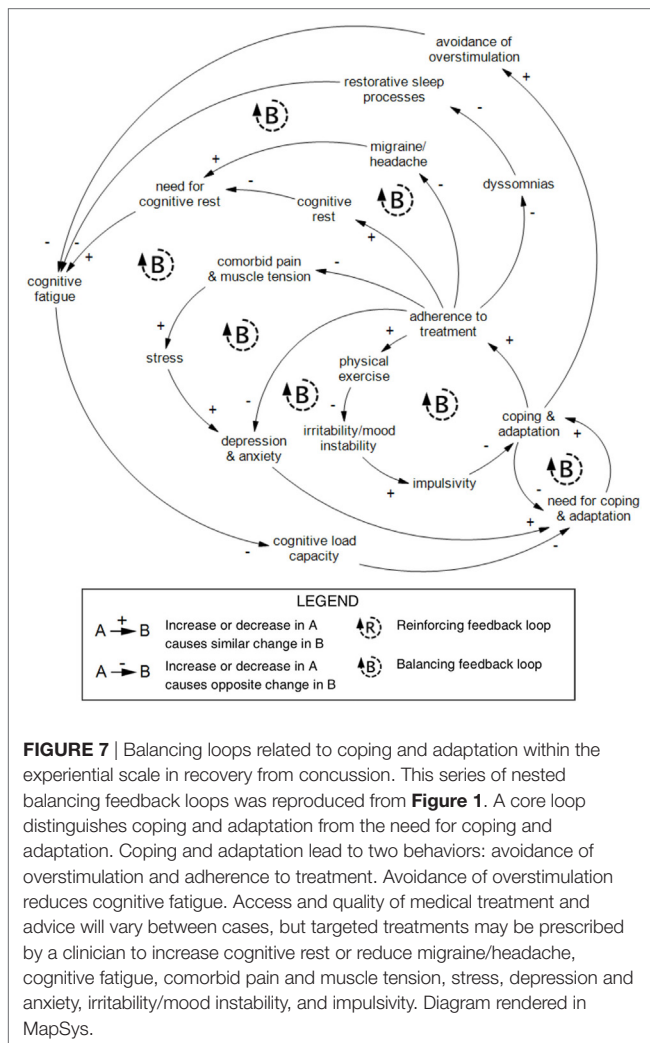 avoidance of
overstimulation
+
restorative sleep
processes
-
B
migraine/
headache
+
-
dyssomnias
need for
cognitive rest
-
cognitive
rest
B
-
+
- - +
cognitive
fatigue
B
comorbid pain
& muscle tension
-
adherence to
treatment
+
stress
B
+
physical
exercise
+
B
-
B
coping &
adaptation
+
-
+
depression
& anxiety
irritability/mood
instability
-
+
impulsivity
B
-
+
need for coping
& adaptation
cognitive load
capacity
-
-
LEGEND
A + B Increase or decrease in A
causes similar change in B
R Reinforcing feedback loop
A - B Increase or decrease in A
causes opposite change in B
B Balancing feedback loop
FIGURE 7 | Balancing loops related to coping and adaptation within the
experiential scale in recovery from concussion. This series of nested
balancing feedback loops was reproduced from Figure 1. A core loop
distinguishes coping and adaptation from the need for coping and
adaptation. Coping and adaptation lead to two behaviors: avoidance of
overstimulation and adherence to treatment. Avoidance of overstimulation
reduces cognitive fatigue. Access and quality of medical treatment and
advice will vary between cases, but targeted treatments may be prescribed
by a clinician to increase cognitive rest or reduce migraine/headache,
cognitive fatigue, comorbid pain and muscle tension, stress, depression and
anxiety, irritability/mood instability, and impulsivity. Diagram rendered in
MapSys.